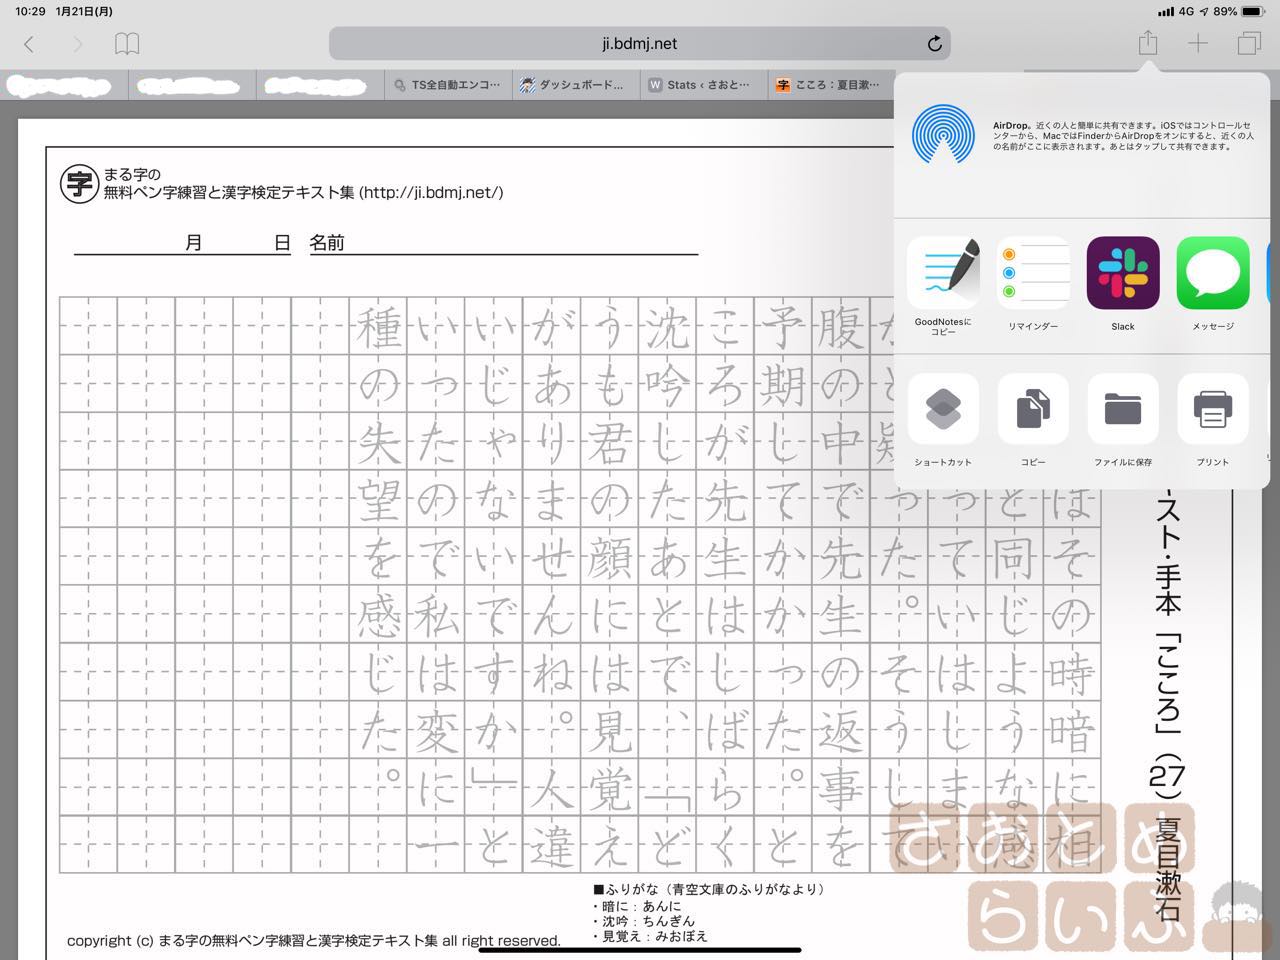 10:29 1月21日(月)
4G 89%
ji.bdmj.net
TS全自動エンコ…
ダッシュボード...
Stats ‹ さおと…
こころ：夏目漱…
AirDrop。近くの人と簡単に共有できます。iOSではコントロールセ
ンターから、MacではFinderからAirDropをオンにすると、近くの人
の名前がここに表示されます。あとはタップして共有できます。
GoodNotesに
コピー
リマインダー
Slack
メッセージ
ショートカット
コピー
ファイルに保存
プリント
字
まる字の
無料ペン字練習と漢字検定テキスト集 (http://ji.bdmj.net/)
月 日 名前
スト・手本「こころ」（27）夏目漱石
はその時暗に相
と同じような感
っていはしまい
った。そうして
腹の中で先生の返事を
予期してかかった。と
ころが先生はしばらく
沈吟したあとで、「ど
うも君の顔には見覚え
がありませんね。人違
いじゃないですか」と
いったので私は変に一
種の失望を感じた。
■ふりがな（青空文庫のふりがなより）
・暗に：あんに
・沈吟：ちんぎん
・見覚え：みおぼえ
copyright (c) まる字の無料ペン字練習と漢字検定テキスト集 all right reserved.
さおとめ
らいふ